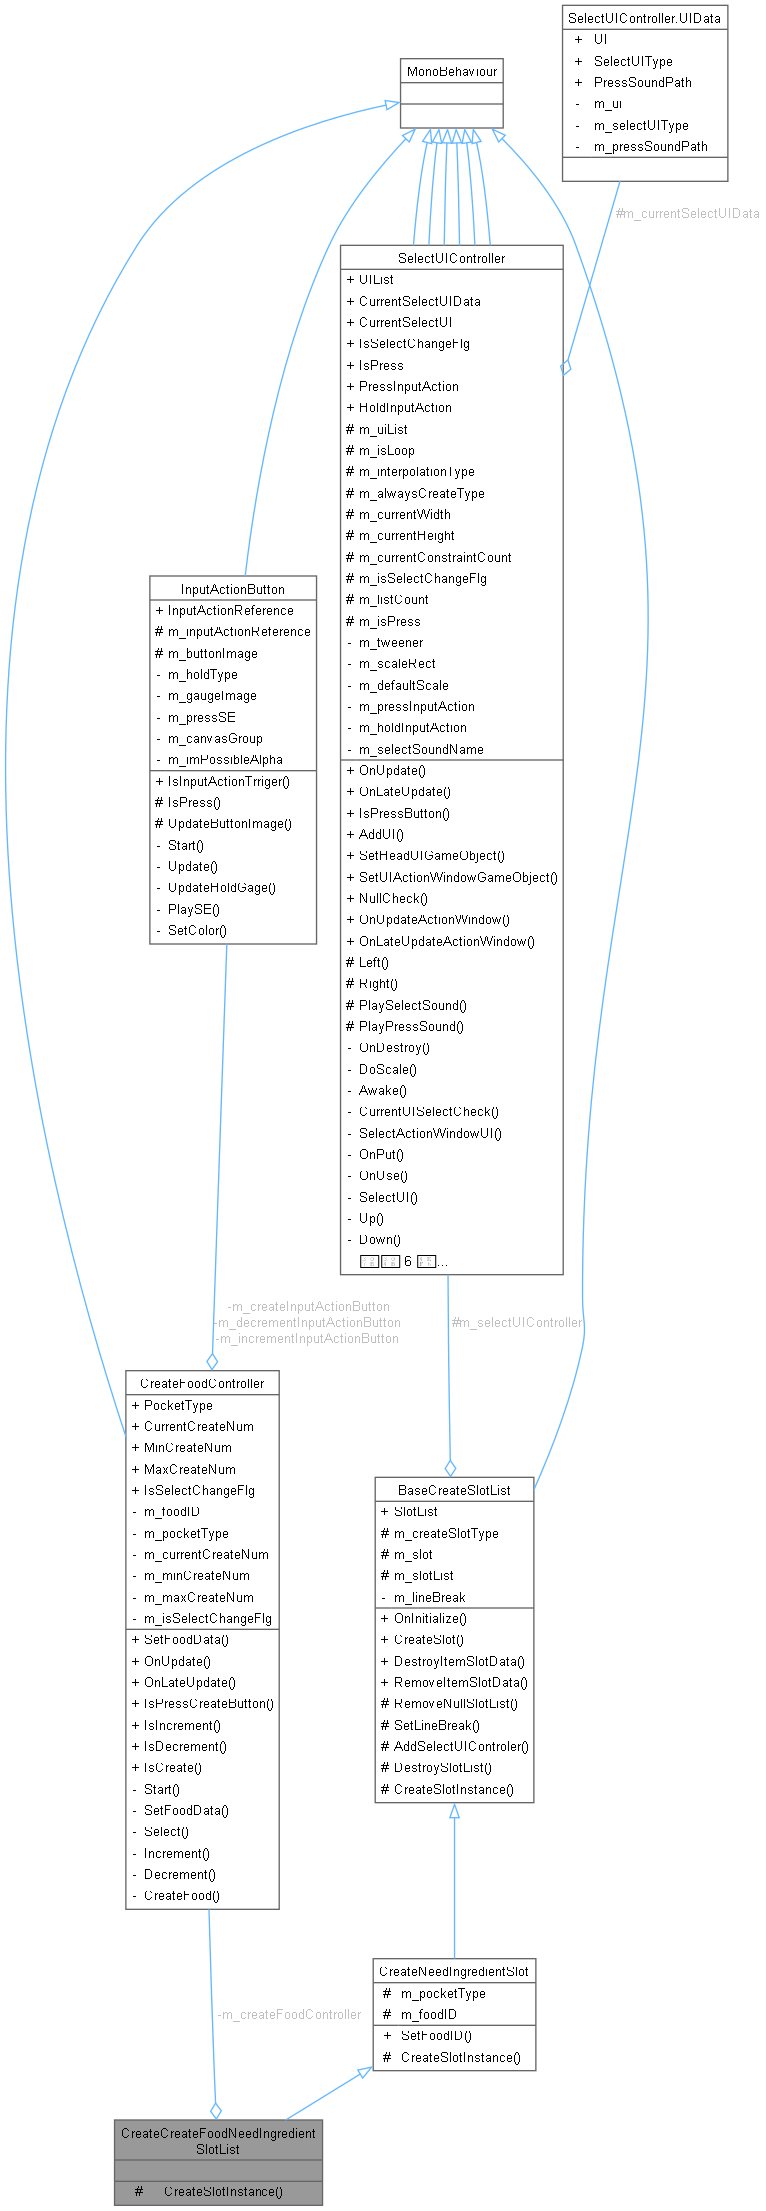 SelectUIController.UIData
+ UI
+ SelectUIType
+ PressSoundPath
- m_ui
- m_selectUIType
- m_pressSoundPath
MonoBehaviour
#m_currentSelectUIData
SelectUIController
+ UIList
+ CurrentSelectUIData
+ CurrentSelectUI
+ IsSelectChangeFlg
+ IsPress
+ PressInputAction
+ HoldInputAction
# m_uiList
# m_isLoop
# m_interpolationType
# m_alwaysCreateType
# m_currentWidth
# m_currentHeight
# m_currentConstraintCount
# m_isSelectChangeFlg
# m_listCount
# m_isPress
- m_tweener
- m_scaleRect
- m_defaultScale
- m_pressInputAction
- m_holdInputAction
- m_selectSoundName
+ OnUpdate()
+ OnLateUpdate()
+ IsPressButton()
+ AddUI()
+ SetHeadUIGameObject()
+ SetUIActionWindowGameObject()
+ NullCheck()
+ OnUpdateActionWindow()
+ OnLateUpdateActionWindow()
# Left()
# Right()
# PlaySelectSound()
# PlayPressSound()
- OnDestroy()
- DoScale()
- Awake()
- CurrentUISelectCheck()
- SelectActionWindowUI()
- OnPut()
- OnUse()
- SelectUI()
- Up()
- Down()
6 ...
InputActionButton
+ InputActionReference
# m_inputActionReference
# m_buttonImage
- m_holdType
- m_gaugeImage
- m_pressSE
- m_canvasGroup
- m_imPossibleAlpha
+ IsInputActionTrriger()
# IsPress()
# UpdateButtonImage()
- Start()
- Update()
- UpdateHoldGage()
- PlaySE()
- SetColor()
-m_createInputActionButton
-m_decrementInputActionButton
-m_incrementInputActionButton
#m_selectUIController
CreateFoodController
+ PocketType
+ CurrentCreateNum
+ MinCreateNum
+ MaxCreateNum
+ IsSelectChangeFlg
- m_foodID
- m_pocketType
- m_currentCreateNum
- m_minCreateNum
- m_maxCreateNum
- m_isSelectChangeFlg
+ SetFoodData()
+ OnUpdate()
+ OnLateUpdate()
+ IsPressCreateButton()
+ IsIncrement()
+ IsDecrement()
+ IsCreate()
- Start()
- SetFoodData()
- Select()
- Increment()
- Decrement()
- CreateFood()
BaseCreateSlotList
+ SlotList
# m_createSlotType
# m_slot
# m_slotList
- m_lineBreak
+ OnInitialize()
+ CreateSlot()
+ DestroyItemSlotData()
+ RemoveItemSlotData()
# RemoveNullSlotList()
# SetLineBreak()
# AddSelectUIControler()
# DestroySlotList()
# CreateSlotInstance()
CreateNeedIngredientSlot
# m_pocketType
# m_foodID
+ SetFoodID()
# CreateSlotInstance()
-m_createFoodController
CreateCreateFoodNeedIngredient
SlotList
# CreateSlotInstance()